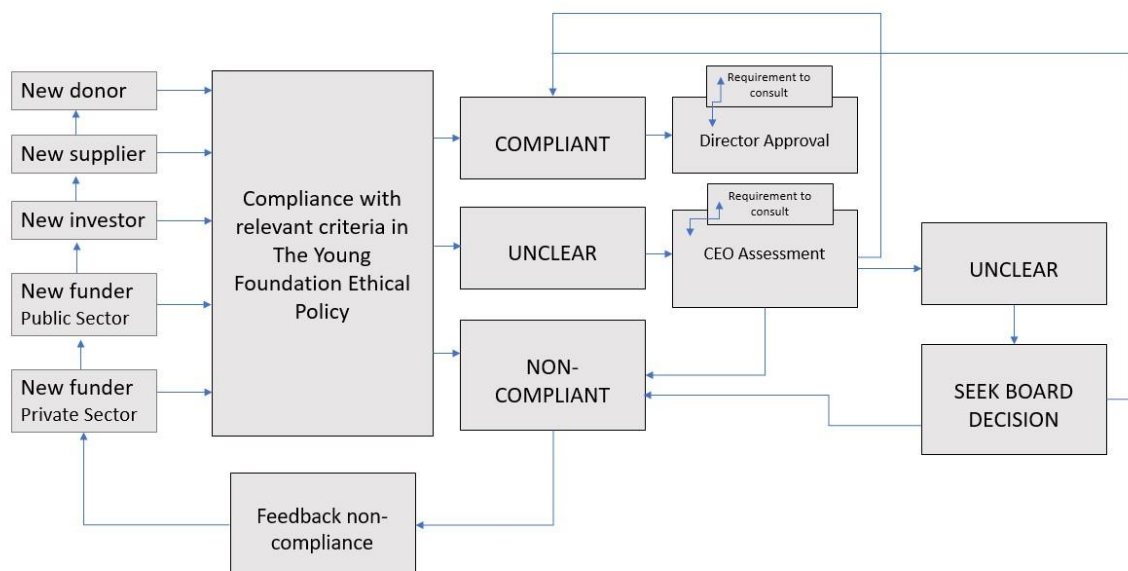 New donor
New supplier
New investor
New funder
Public Sector
New funder
Private Sector
Compliance with
relevant criteria in
The Young
Foundation Ethical
Policy
COMPLIANT
Requirement to
consult
Director Approval
UNCLEAR
Requirement to
consult
CEO Assessment
UNCLEAR
NON-
COMPLIANT
SEEK BOARD
DECISION
Feedback non-
compliance